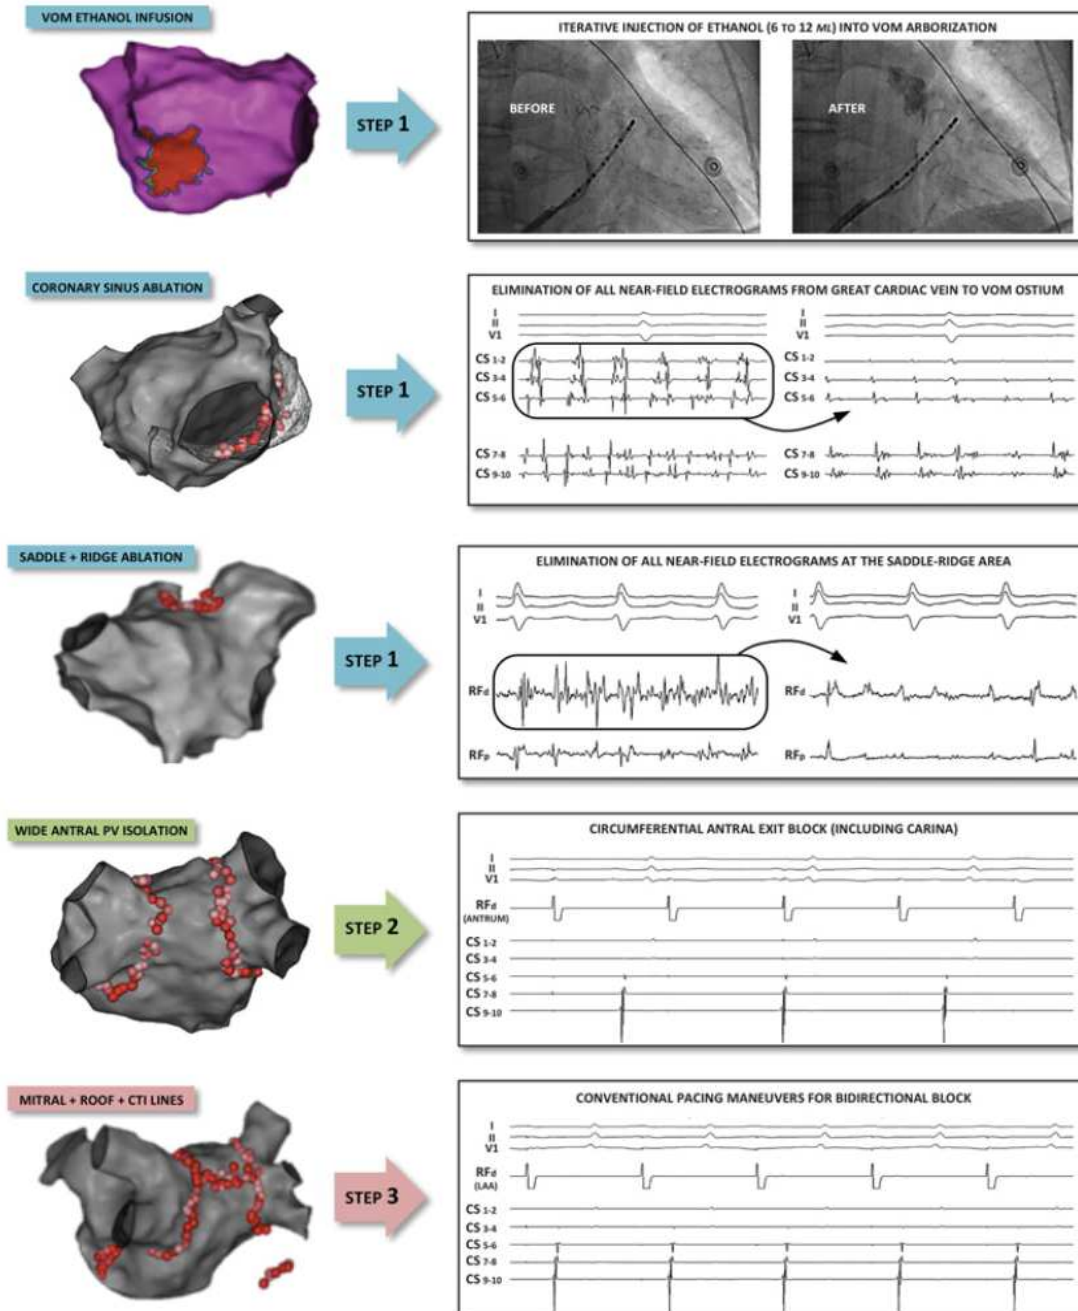 VOM ETHANOL INFUSION
STEP 1
ITERATIVE INJECTION OF ETHANOL (6 TO 12 ML) INTO VOM ARBORIZATION
BEFORE
AFTER
CORONARY SINUS ABLATION
STEP 1
ELIMINATION OF ALL NEAR-FIELD ELECTROGRAMS FROM GREAT CARDIAC VEIN TO VOM OSTIUM
I
II
V1
CS 1-2
CS 3-4
CS 5-6
CS 7-8
CS 9-10
I
II
V1
CS 1-2
CS 3-4
CS 5-6
CS 7-8
CS 9-10
SADDLE + RIDGE ABLATION
STEP 1
ELIMINATION OF ALL NEAR-FIELD ELECTROGRAMS AT THE SADDLE-RIDGE AREA
I
II
V1
RFd
RFp
I
II
V1
RFd
RFp
WIDE ANTRAL PV ISOLATION
STEP 2
CIRCUMFERENTIAL ANTRAL EXIT BLOCK (INCLUDING CARINA)
I
II
V1
RFd
(ANTRUM)
CS 1-2
CS 3-4
CS 5-6
CS 7-8
CS 9-10
MITRAL + ROOF + CTI LINES
STEP 3
CONVENTIONAL PACING MANEUVERS FOR BIDIRECTIONAL BLOCK
I
II
V1
RFd
(LAA)
CS 1-2
CS 3-4
CS 5-6
CS 7-8
CS 9-10